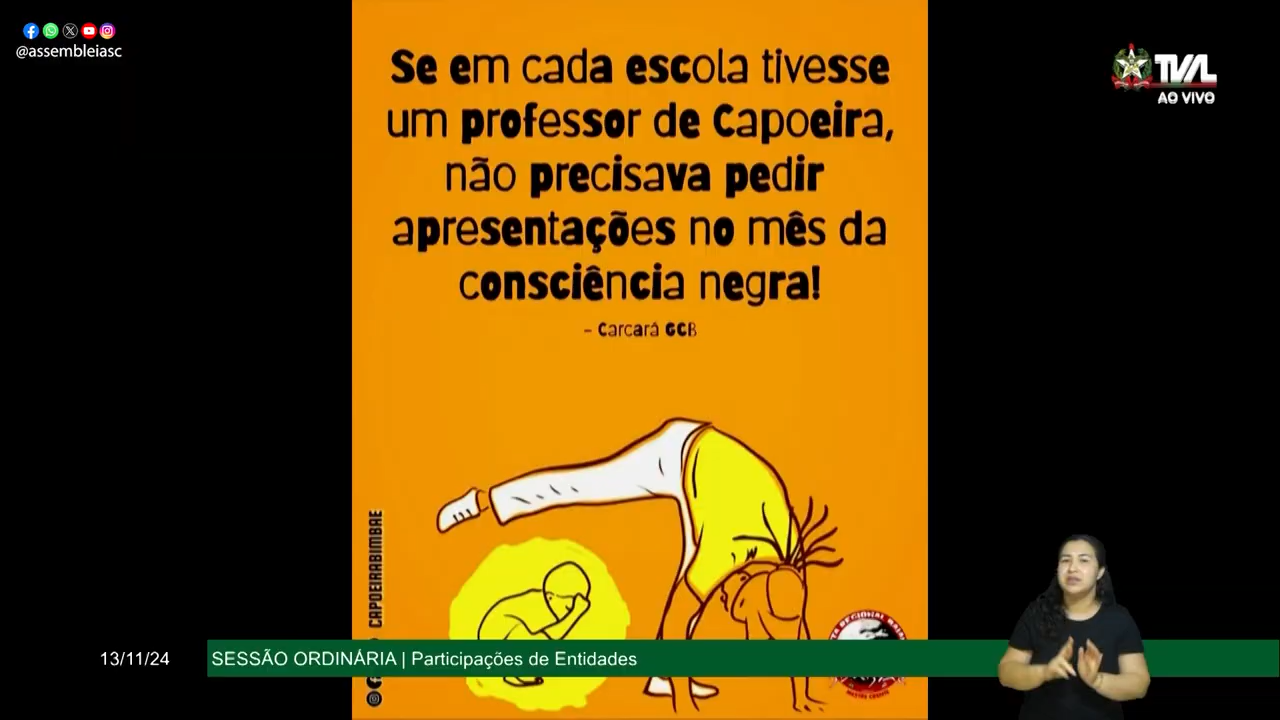 @assembleiasc
TVAL
AO VIVO
Se em cada escola tivesse
um professor de Capoeira,
não precisava pedir
apresentações no mês da
consciência negra!
- Carcará GCB
CAPOEIRABIMBAE
13/11/24
SESSÃO ORDINÁRIA | Participações de Entidades